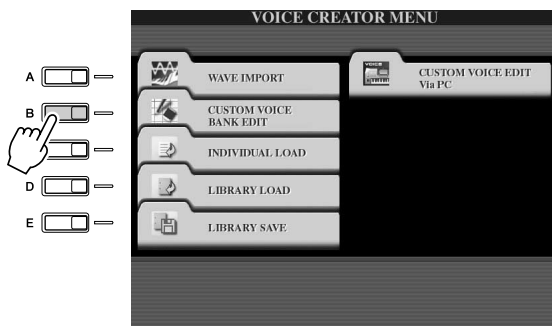 VOICE CREATOR MENU
A
B
D
E
WAVE IMPORT
CUSTOM VOICE
BANK EDIT
INDIVIDUAL LOAD
LIBRARY LOAD
LIBRARY SAVE
VOICE
CUSTOM VOICE EDIT
Via PC